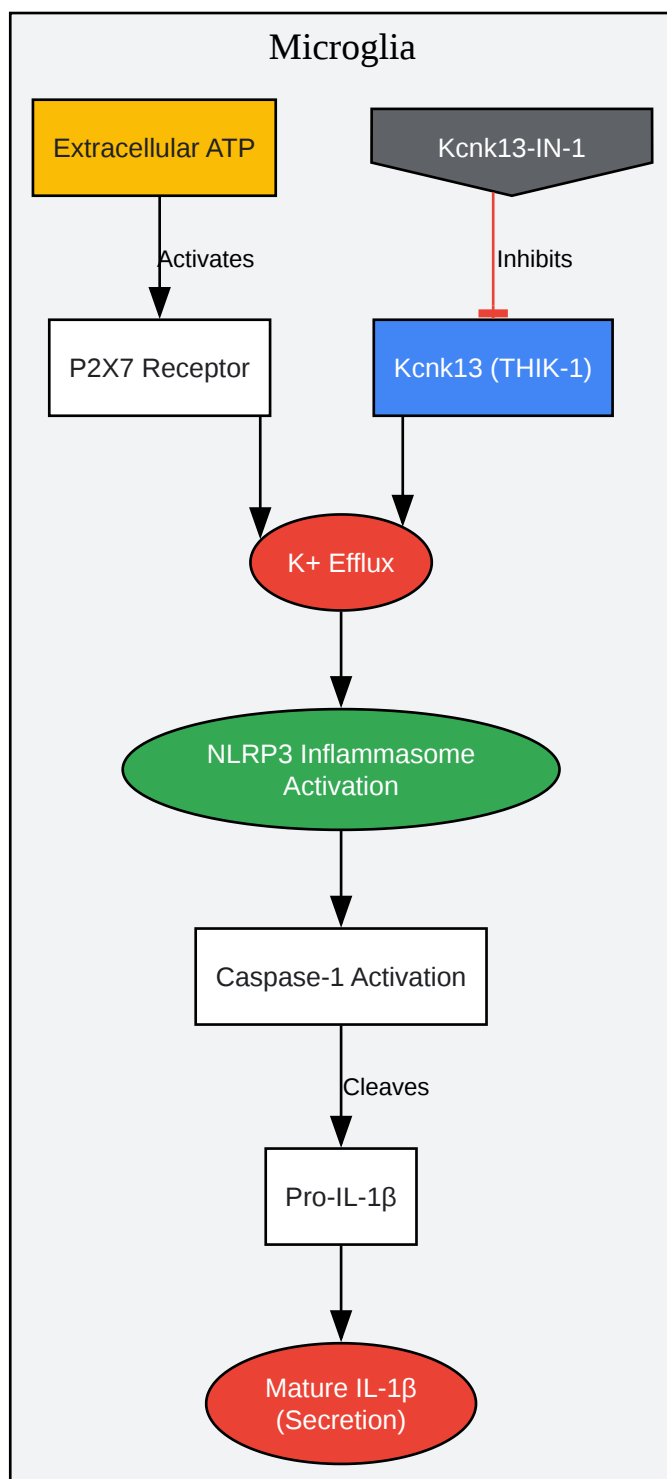 Microglia
Extracellular ATP
Kcnk13-IN-1
Activates
Inhibits
P2X7 Receptor
Kcnk13 (THIK-1)
K+ Efflux
NLRP3 Inflammasome
Activation
Caspase-1 Activation
Cleaves
Pro-IL-1β
Mature IL-1β
(Secretion)